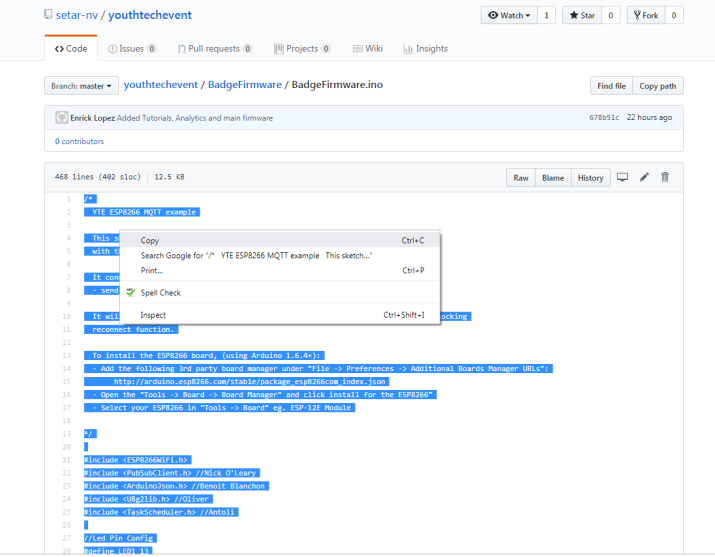 setar-nv / youthtechevent
Watch 1 Star 0 Fork 0
Code Issues 0 Pull requests 0 Projects 0 Wiki Insights
Branch: master youthtechevent / BadgeFirmware / BadgeFirmware.ino Find file Copy path
Enrick Lopez Added Tutorials, Analytics and main firmware 678b51c 22 hours ago
0 contributors
468 lines (402 sloc) 12.5 KB Raw Blame History
1 /*
2 YTE ESP8266 MQTT example
3
4 This s
5 with t
6
7 It con
8 - send
9
10 It wil ocking
11 reconnect function.
12
13 To install the ESP8266 board, (using Arduino 1.6.4+):
14 - Add the following 3rd party board manager under "File -> Preferences -> Additional Boards Manager URLs":
15 http://arduino.esp8266.com/stable/package_esp8266com_index.json
16 - Open the "Tools -> Board -> Board Manager" and click install for the ESP8266"
17 - Select your ESP8266 in "Tools -> Board" eg. ESP-12E Module
18
19 */
20
21 #include <ESP8266WiFi.h>
22 #include <PubSubClient.h> //Nick O'Leary
23 #include <ArduinoJson.h> //Benoit Blanchon
24 #include <U8g2lib.h> //Oliver
25 #include <TaskScheduler.h> //Antoli
26
27 //Led Pin Config
28 #define LED1 13
Copy Ctrl+C
Search Google for "/* YTE ESP8266 MQTT example This sketch..."
Print... Ctrl+P
Spell Check
Inspect Ctrl+Shift+I